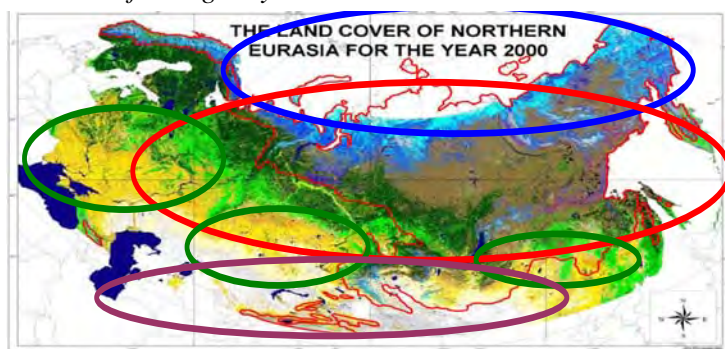 THE LAND COVER OF NORTHERN
EURASIA FOR THE YEAR 2000
N
W
E
S